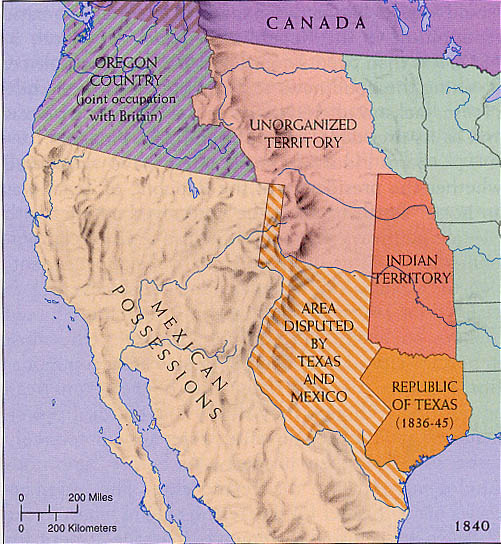 CANADA
OREGON
COUNTRY
(joint occupation
with Britain)
UNORGANIZED
TERRITORY
INDIAN
TERRITORY
MEXICAN
POSSESSIONS
AREA
DISPUTED
BY
TEXAS
AND
MEXICO
REPUBLIC
OF TEXAS
(1836-45)
0 200 Miles
0 200 Kilometers
1840